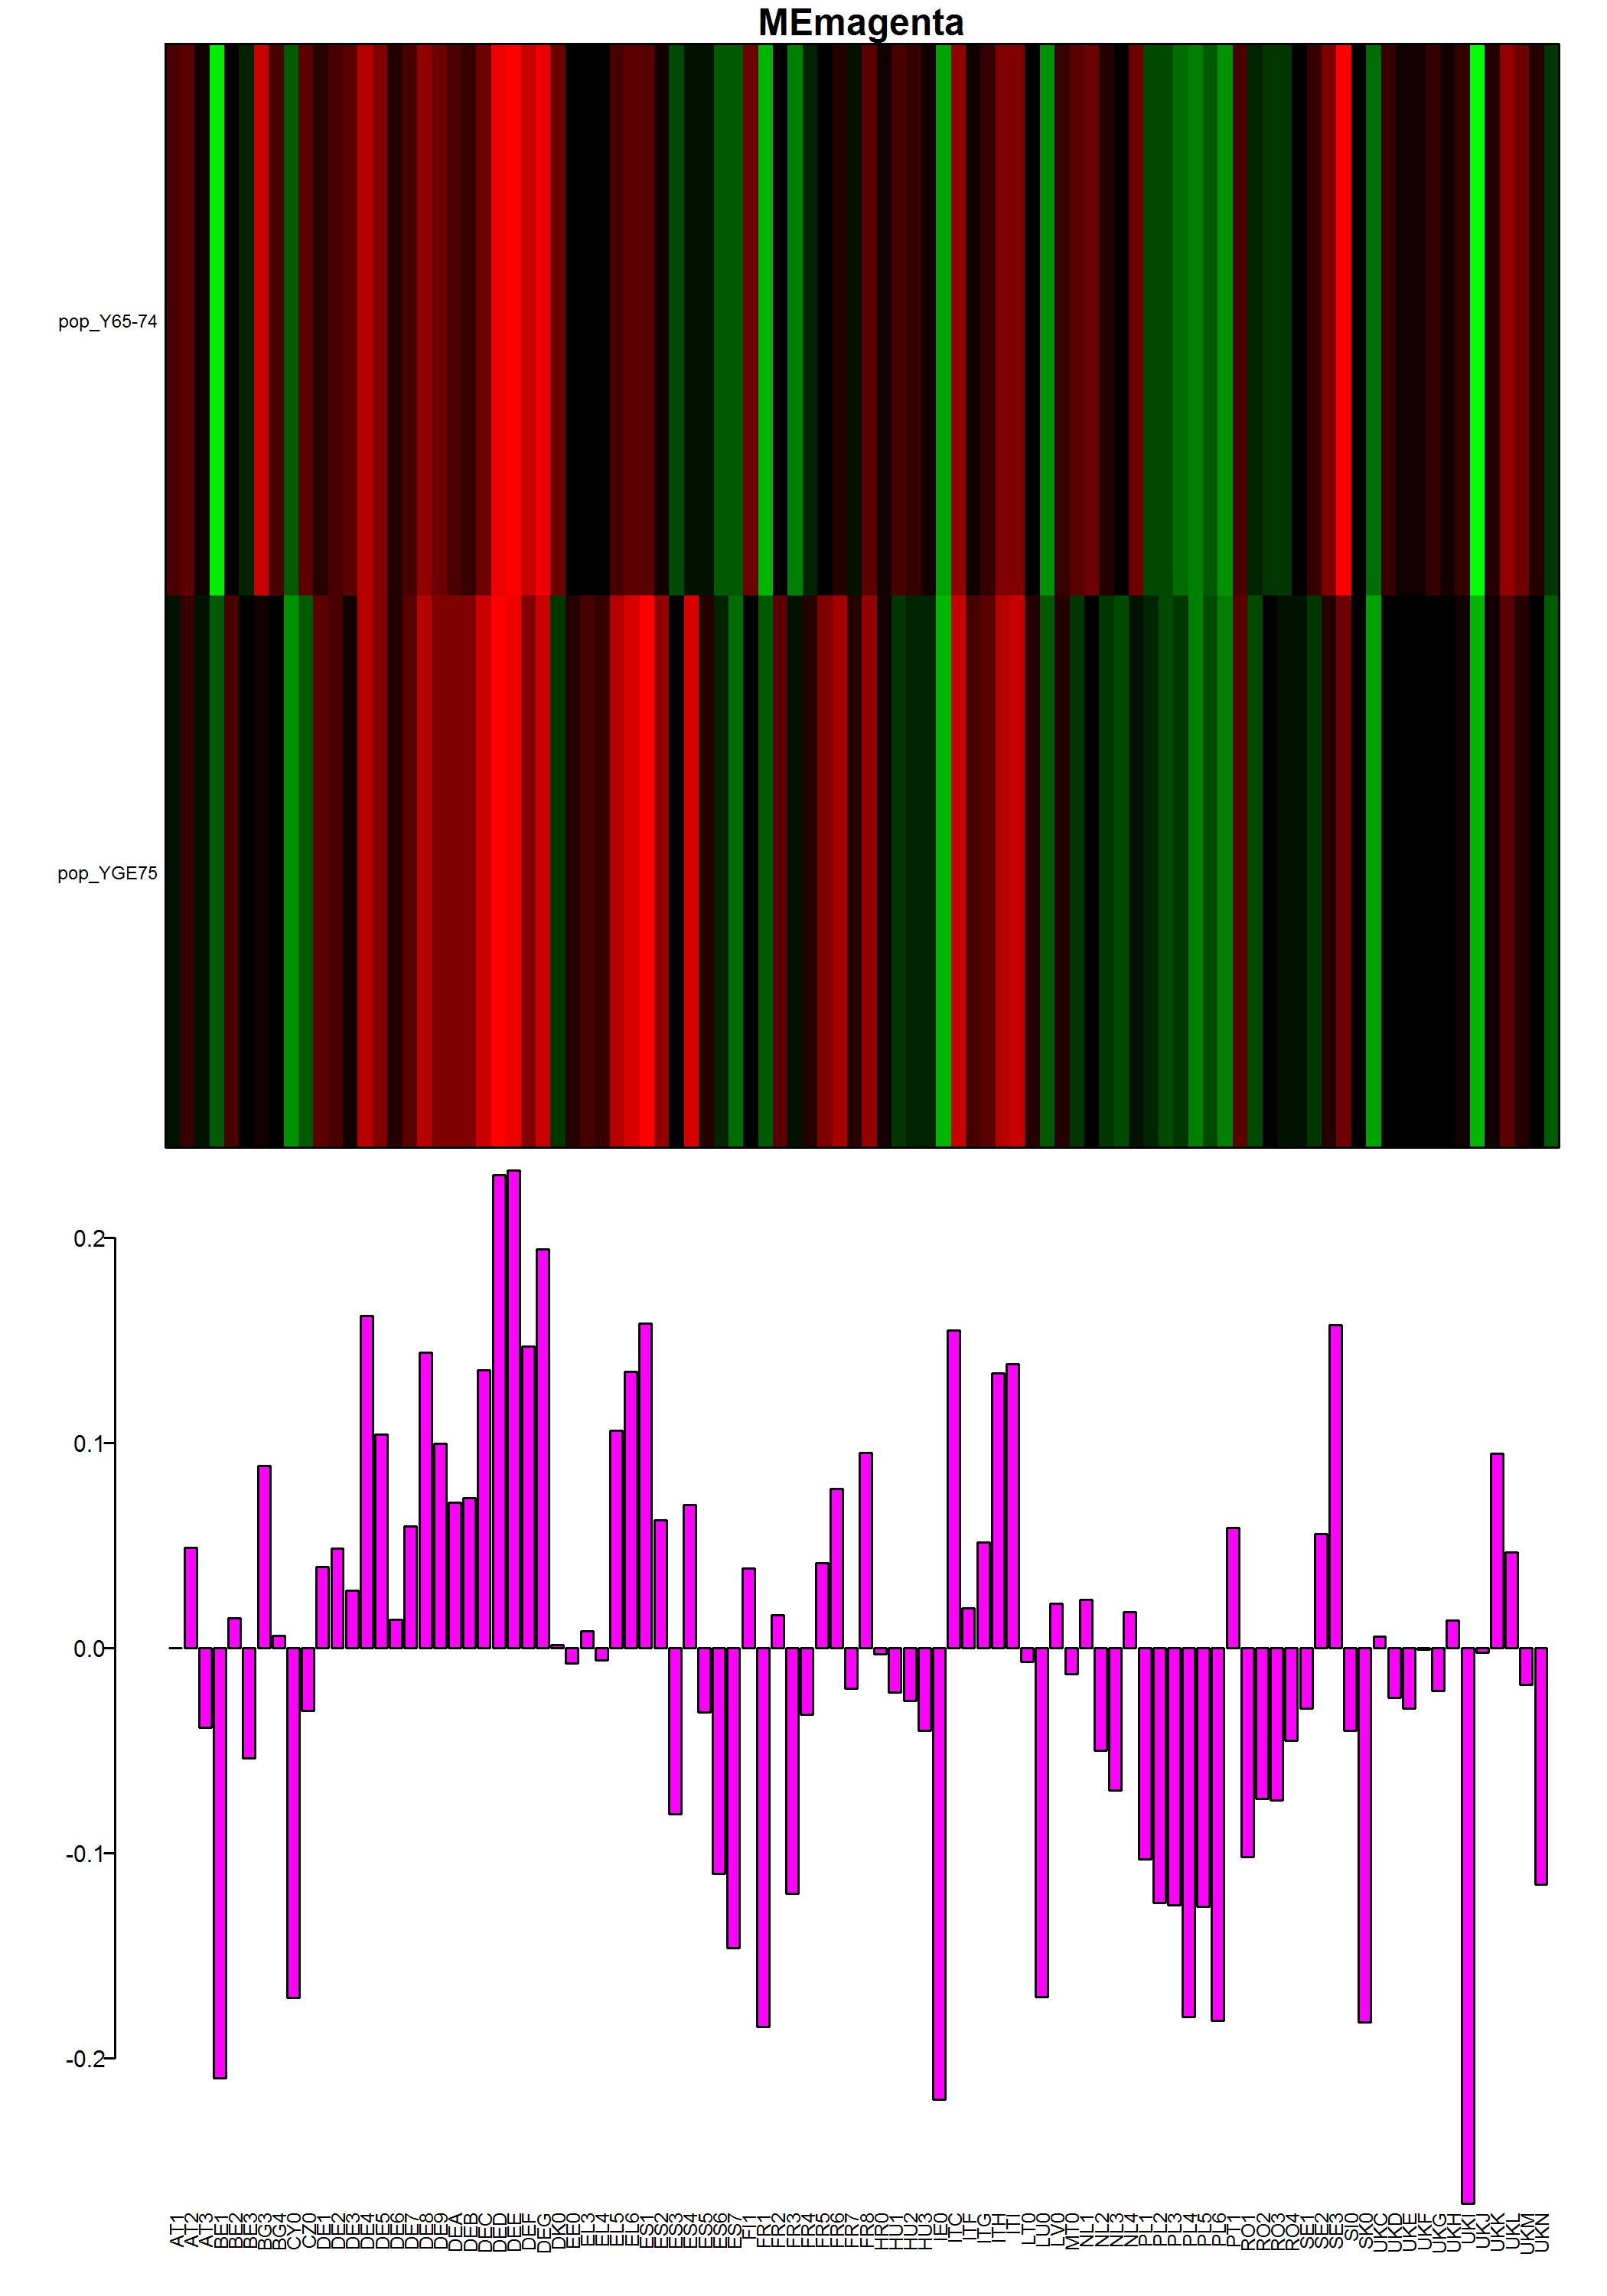 MEmagenta
pop_Y65-74
pop_YGE75
0.2
0.1
0.0
-0.1
-0.2
AT1
AT2
AT3
BE1
BE2
BE3
BG3
BG4
CY0
CZ0
DE1
DE2
DE3
DE4
DE5
DE6
DE7
DE8
DE9
DEA
DEB
DEC
DED
DEE
DEF
DEG
DK0
EE0
EL3
EL4
EL5
EL6
ES1
ES2
ES3
ES4
ES5
ES6
ES7
FI1
FR1
FR2
FR3
FR4
FR5
FR6
FR7
FR8
HR0
HU1
HU2
HU3
IE0
ITC
ITF
ITG
ITH
ITI
LT0
LU0
LV0
MT0
NL1
NL2
NL3
NL4
PL1
PL2
PL3
PL4
PL5
PL6
PT1
RO1
RO2
RO3
RO4
SE1
SE2
SE3
SI0
SK0
UKC
UKD
UKE
UKF
UKG
UKH
UKI
UKJ
UKK
UKL
UKM
UKN